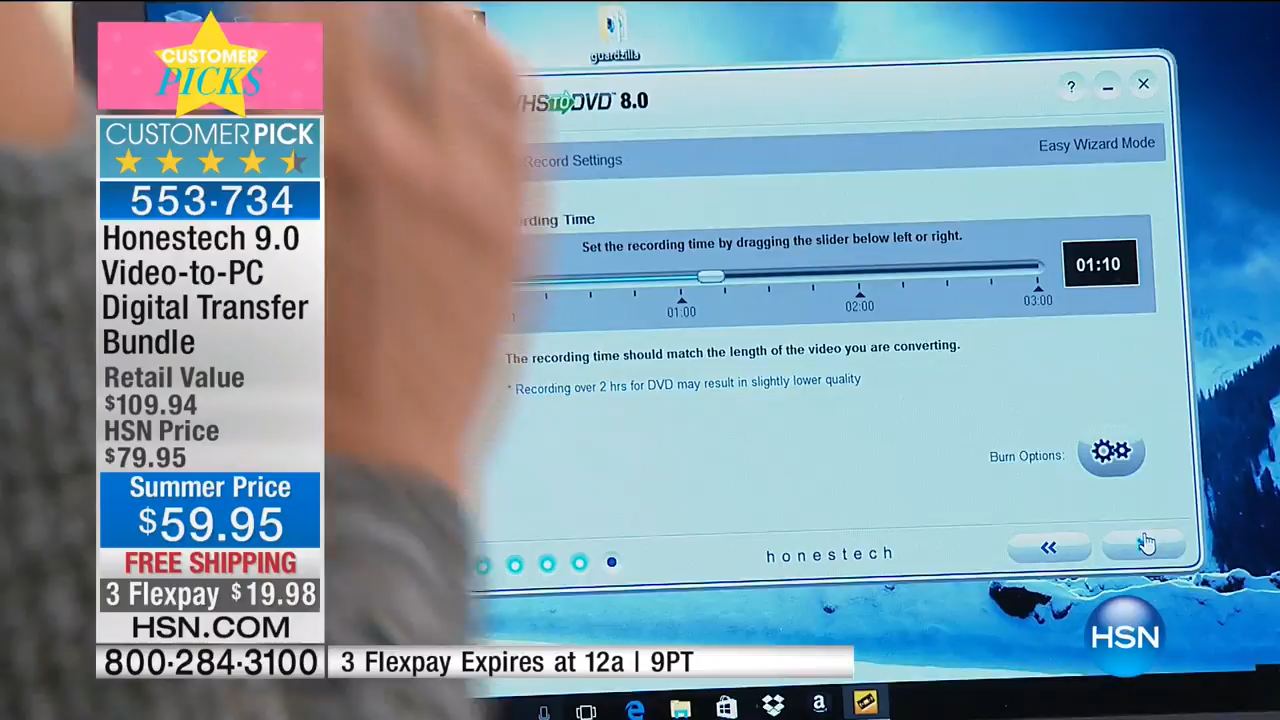 CUSTOMER
PICKS
CUSTOMER PICK
553-734
Honestech 9.0
Video-to-PC
Digital Transfer
Bundle
Retail Value
$109.94
HSN Price
$79.95
Summer Price
$59.95
FREE SHIPPING
3 Flexpay $19.98
HSN.COM
800-284-3100
3 Flexpay Expires at 12a | 9PT
guardzilla
VHSTODVD™ 8.0
Record Settings
Easy Wizard Mode
Time
Set the recording time by dragging the slider below left or right.
01:10
01:00
02:00
03:00
The recording time should match the length of the video you are converting.
* Recording over 2 hrs for DVD may result in slightly lower quality
Burn Options:
honestech
HSN